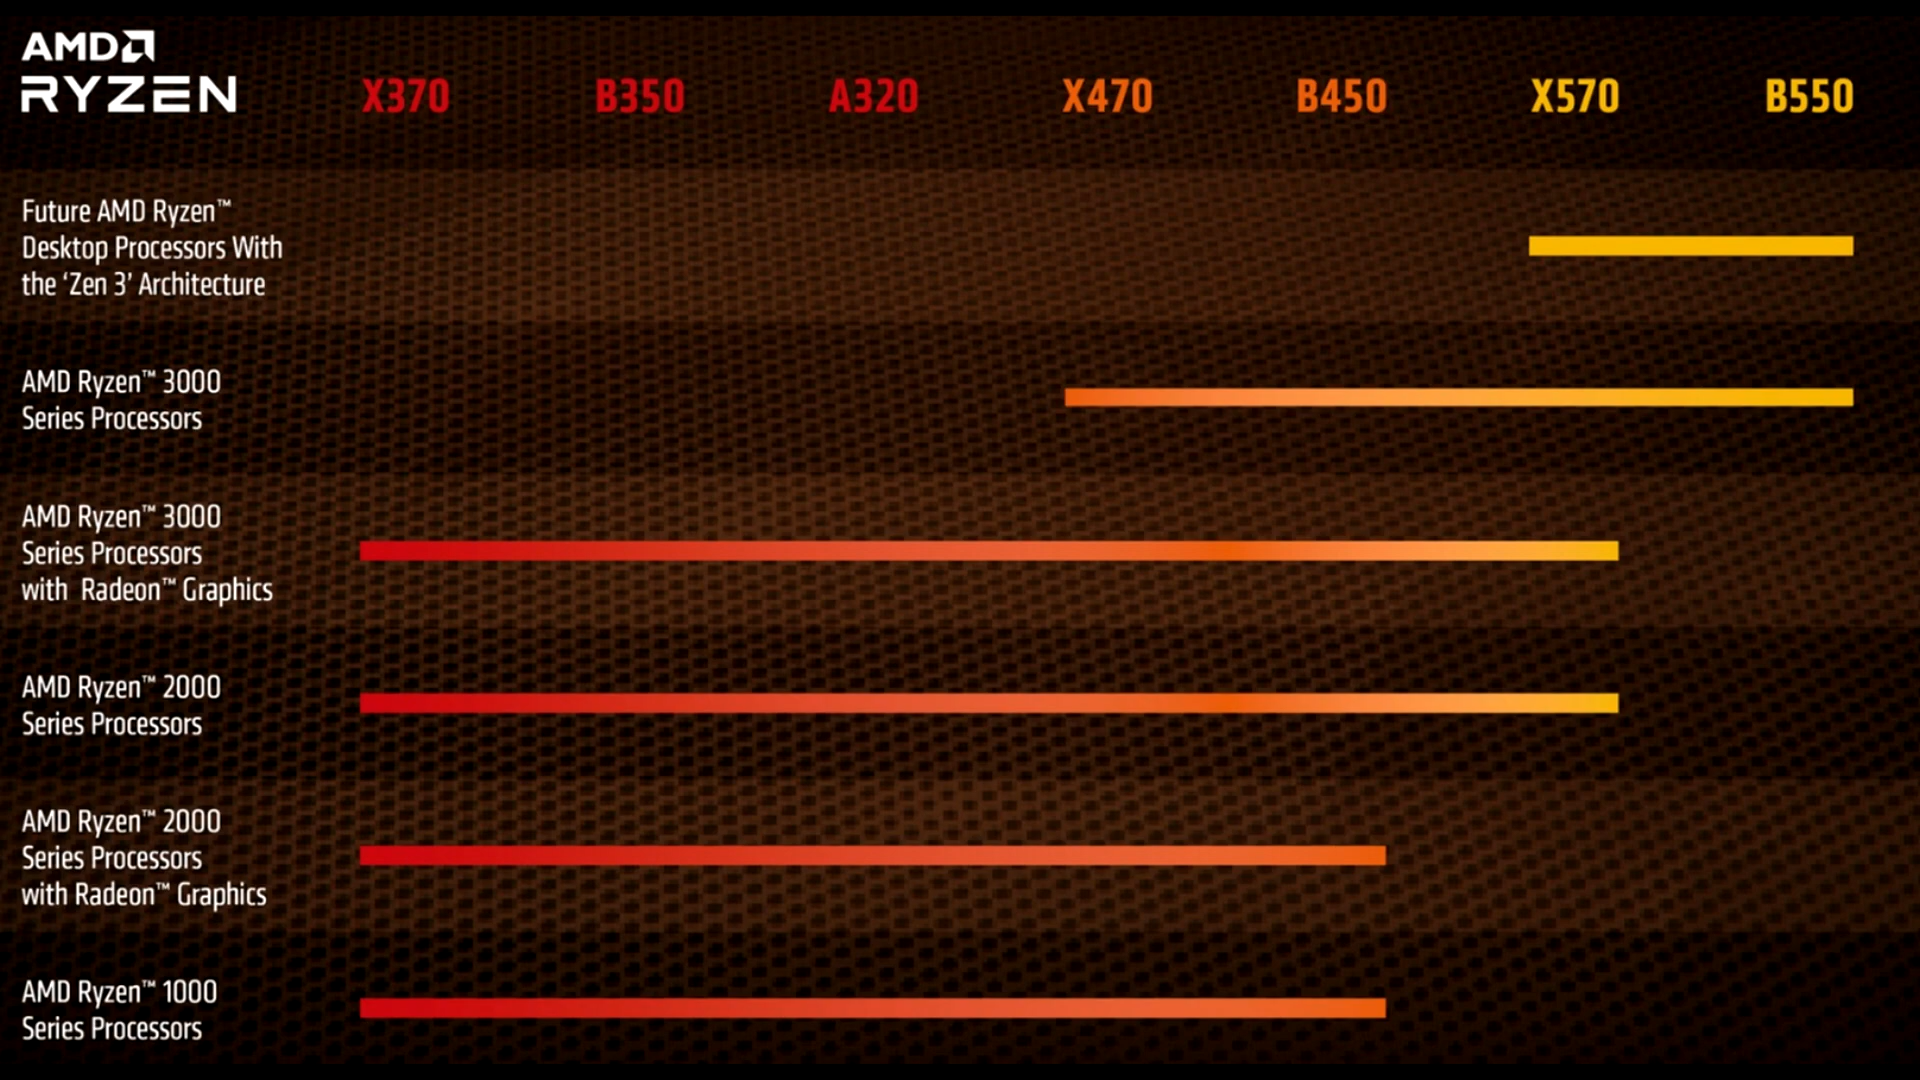 AMD
RYZEN
X370 B350 A320 X470 B450 X570 B550
Future AMD Ryzen™
Desktop Processors With
the ‘Zen 3’ Architecture
AMD Ryzen™ 3000
Series Processors
AMD Ryzen™ 3000
Series Processors
with Radeon™ Graphics
AMD Ryzen™ 2000
Series Processors
AMD Ryzen™ 2000
Series Processors
with Radeon™ Graphics
AMD Ryzen™ 1000
Series Processors